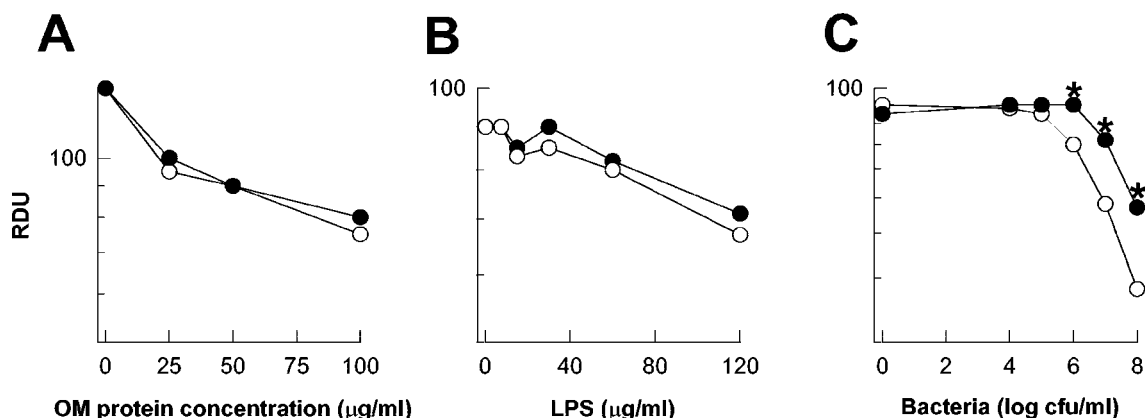 A
B
C
RDU
100
0 25 50 75 100
OM protein concentration (μg/ml)
100
0 40 80 120
LPS (μg/ml)
100
* * *
0 2 4 6 8
Bacteria (log cfu/ml)